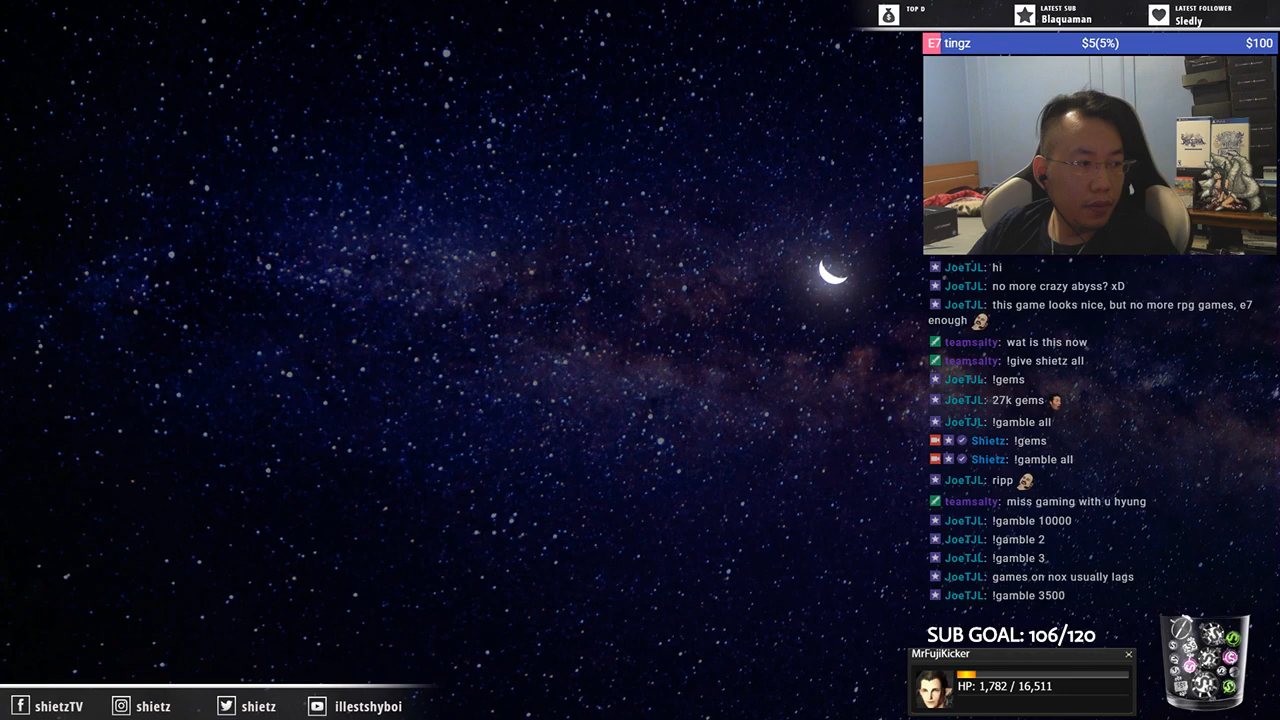 TOP D
LATEST SUB
Blaquaman
LATEST FOLLOWER
Sledly
E7 tingz $5(5%) $100
JoeTJL: hi
JoeTJL: no more crazy abyss? xD
JoeTJL: this game looks nice, but no more rpg games, e7
enough
teamsalty: wat is this now
teamsalty: !give shietz all
JoeTJL: !gems
JoeTJL: 27k gems
JoeTJL: !gamble all
Shietz: !gems
Shietz: !gamble all
JoeTJL: ripp
teamsalty: miss gaming with u hyung
JoeTJL: !gamble 10000
JoeTJL: !gamble 2
JoeTJL: !gamble 3
JoeTJL: games on nox usually lags
JoeTJL: !gamble 3500
SUB GOAL: 106/120
MrFujiKicker
HP: 1,782 / 16,511
shietzTV shietz shietz illestshyboi